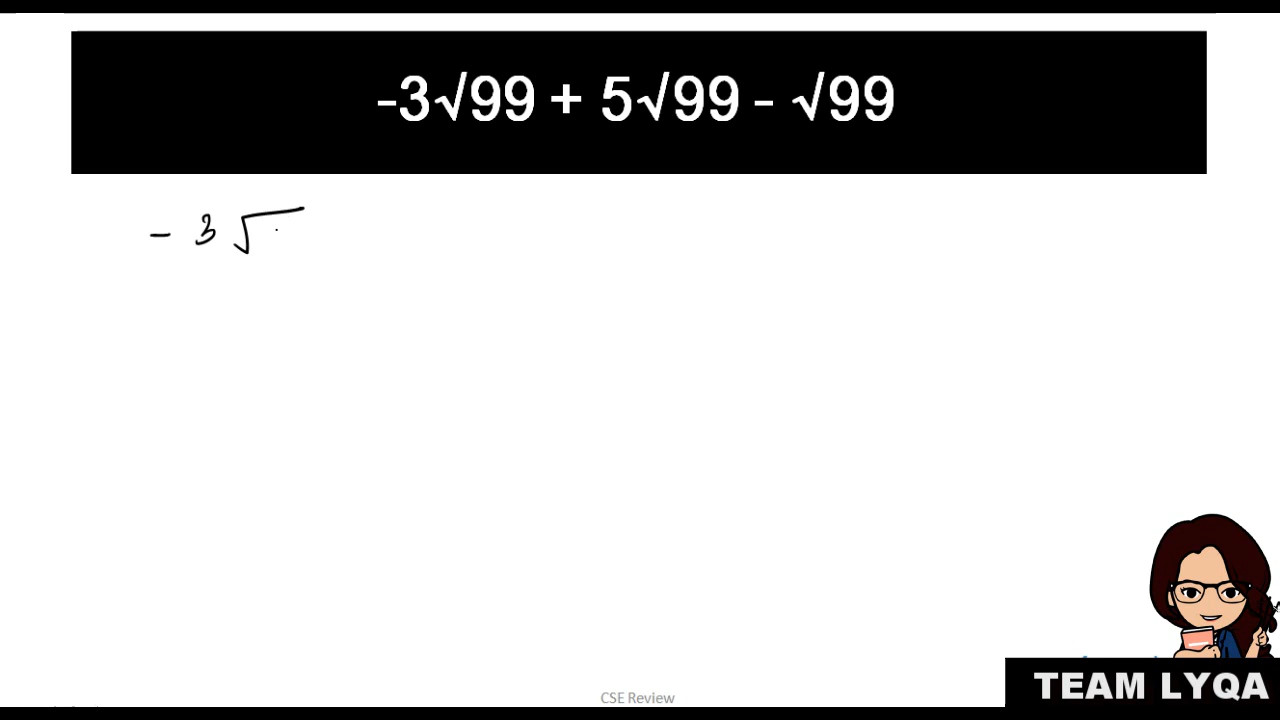 -3√99 + 5√99 - √99
- 3 √
CSE Review
TEAM LYQA